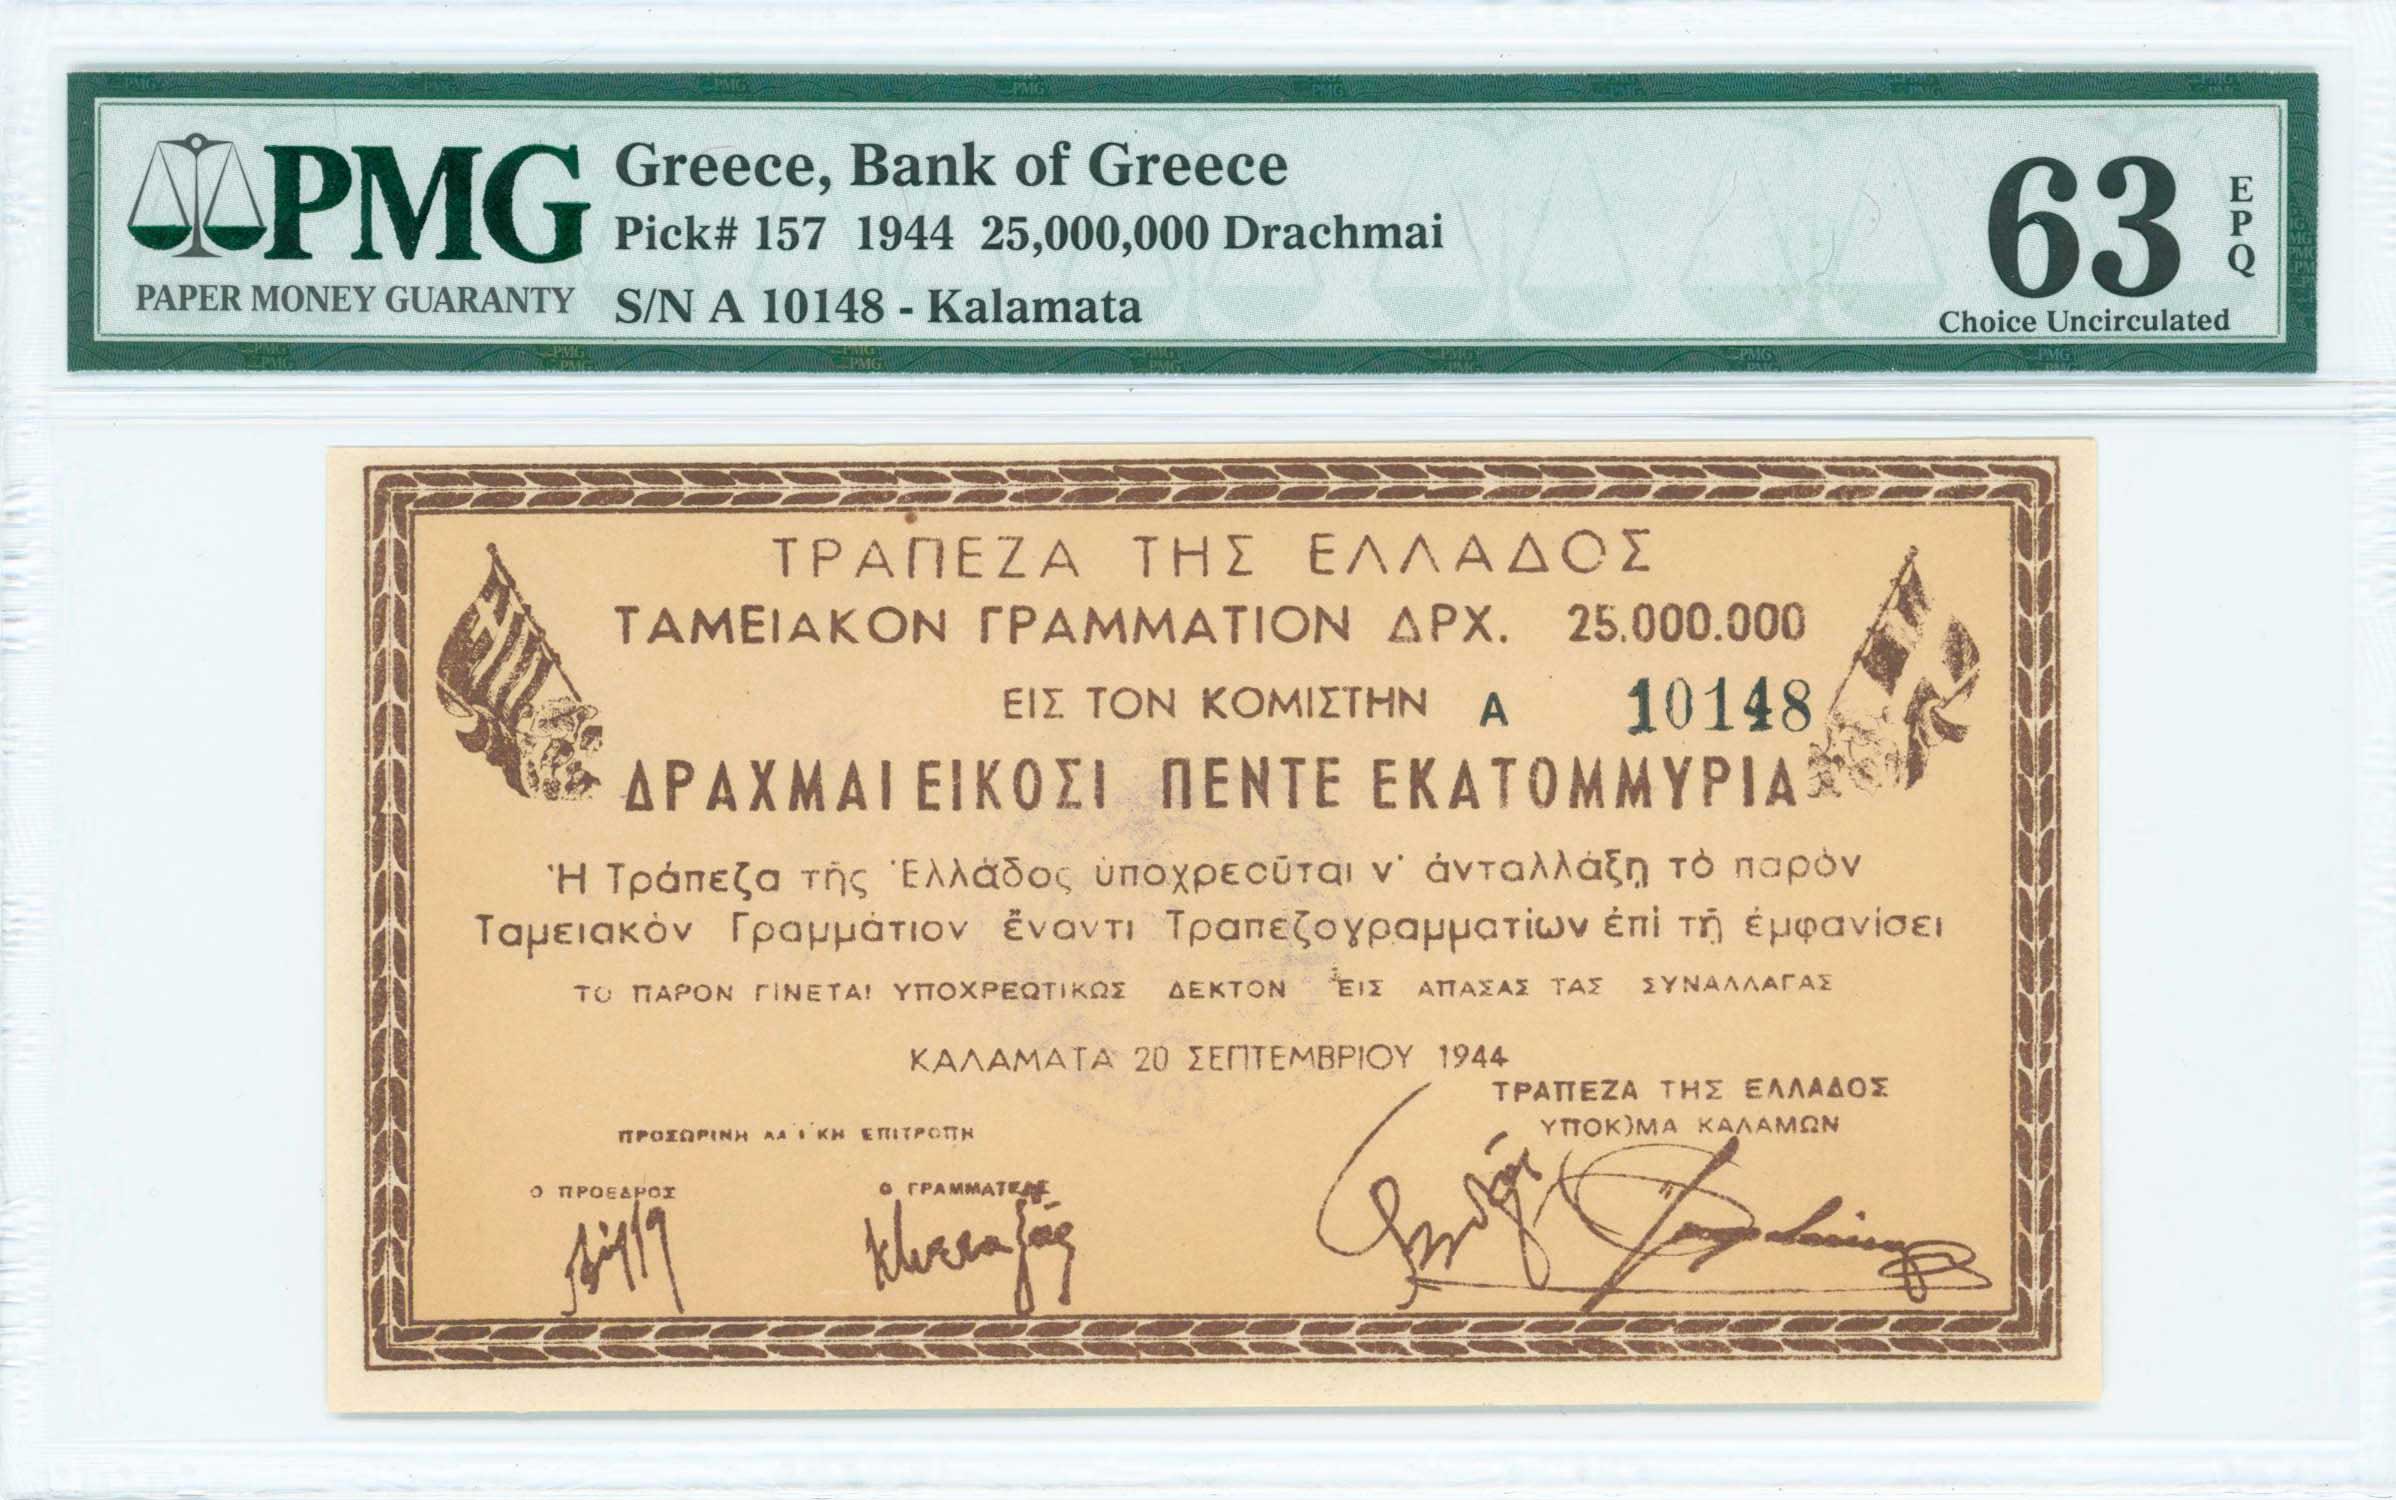 PMG
PAPER MONEY GUARANTY
Greece, Bank of Greece
Pick# 157 1944 25,000,000 Drachmai
S/N A 10148 - Kalamata
63
EPQ
Choice Uncirculated
ΤΡΑΠΕΖΑ ΤΗΣ ΕΛΛΑΔΟΣ
ΤΑΜΕΙΑΚΟΝ ΓΡΑΜΜΑΤΙΟΝ ΔΡΧ. 25.000.000
ΕΙΣ ΤΟΝ ΚΟΜΙΣΤΗΝ Α 10148
ΔΡΑΧΜΑΙ ΕΙΚΟΣΙ ΠΕΝΤΕ ΕΚΑΤΟΜΜΥΡΙΑ
Ἡ Τράπεζα τῆς Ἑλλάδος ὑποχρεοῦται ν' ἀνταλλάξῃ τὸ παρὸν
Ταμειακὸν Γραμμάτιον ἔναντι Τραπεζογραμματίων ἐπὶ τῇ ἐμφανίσει
ΤΟ ΠΑΡΟΝ ΓΙΝΕΤΑΙ ΥΠΟΧΡΕΩΤΙΚΩΣ ΔΕΚΤΟΝ ΕΙΣ ΑΠΑΣΑΣ ΤΑΣ ΣΥΝΑΛΛΑΓΑΣ
ΚΑΛΑΜΑΤΑ 20 ΣΕΠΤΕΜΒΡΙΟΥ 1944
ΤΡΑΠΕΖΑ ΤΗΣ ΕΛΛΑΔΟΣ
ΥΠΟΚ)ΜΑ ΚΑΛΑΜΩΝ
ΠΡΟΣΩΡΙΝΗ ΛΑΪΚΗ ΕΠΙΤΡΟΠΗ
Ο ΠΡΟΕΔΡΟΣ
Ο ΓΡΑΜΜΑΤΕΑΣ